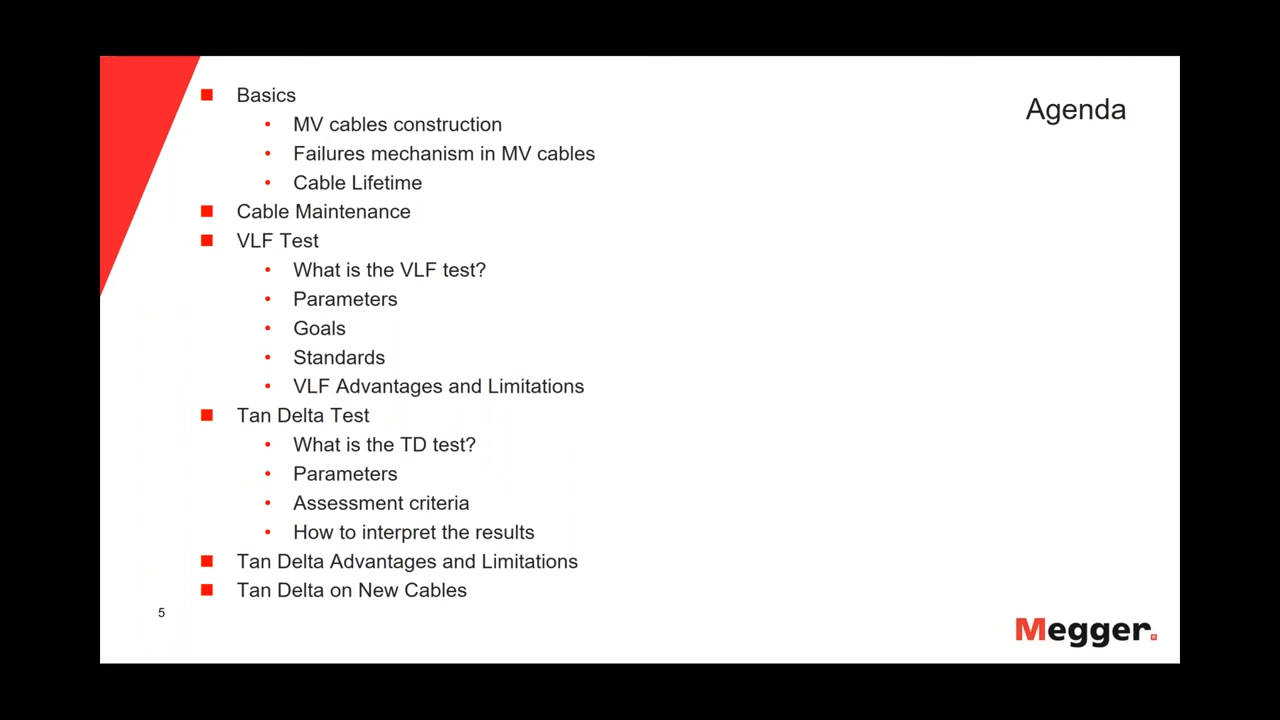 Agenda
Basics
MV cables construction
Failures mechanism in MV cables
Cable Lifetime
Cable Maintenance
VLF Test
What is the VLF test?
Parameters
Goals
Standards
VLF Advantages and Limitations
Tan Delta Test
What is the TD test?
Parameters
Assessment criteria
How to interpret the results
Tan Delta Advantages and Limitations
Tan Delta on New Cables
5
Megger.